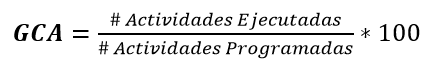 GCA = # Actividades Ejecutadas / # Actividades Programadas * 100